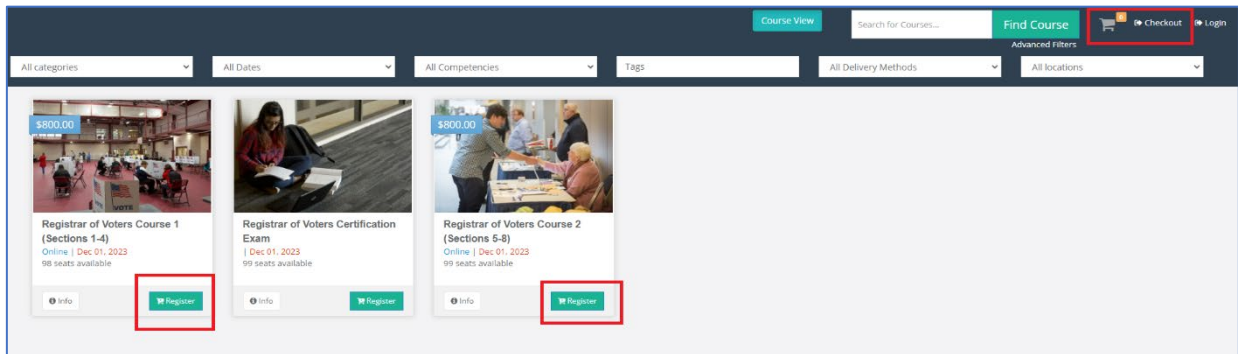 Course View
Search for Courses...
Find Course
0
Checkout
Login
Advanced Filters
All categories
All Dates
All Competencies
Tags
All Delivery Methods
All locations
$800.00
VOTE
Registrar of Voters Course 1
(Sections 1-4)
Online | Dec 01, 2023
98 seats available
Info
Register
Registrar of Voters Certification
Exam
| Dec 01, 2023
99 seats available
Info
Register
$800.00
Registrar of Voters Course 2
(Sections 5-8)
Online | Dec 01, 2023
99 seats available
Info
Register